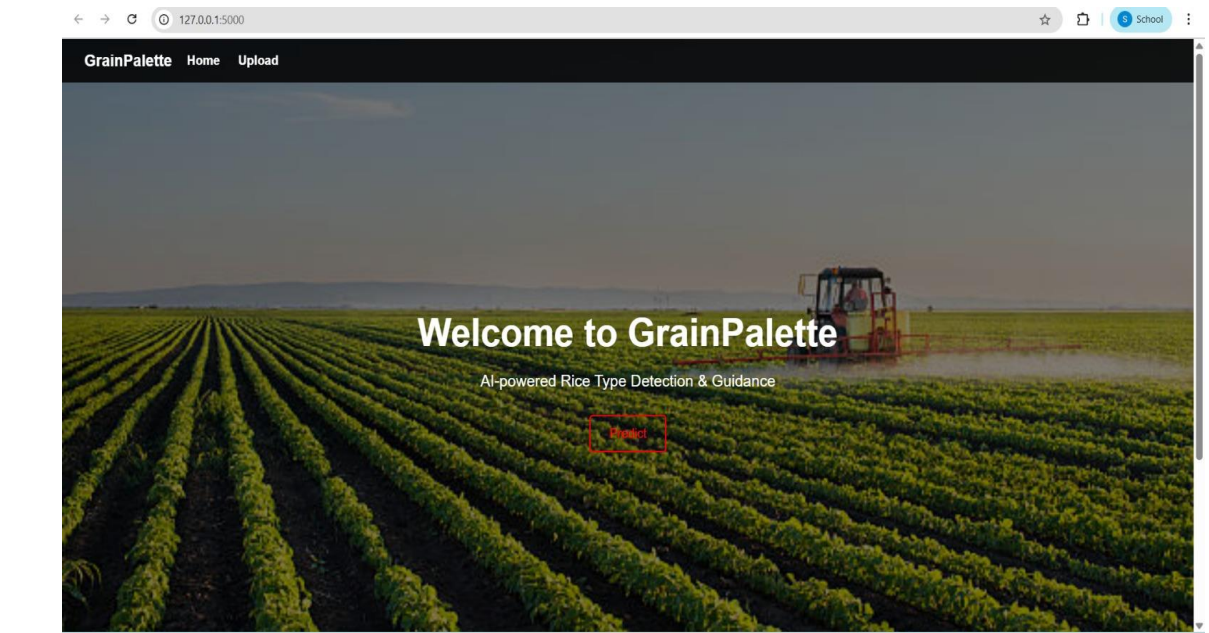 127.0.0.1:5000
S School
GrainPalette Home Upload
Welcome to GrainPalette
AI-powered Rice Type Detection & Guidance
Predict